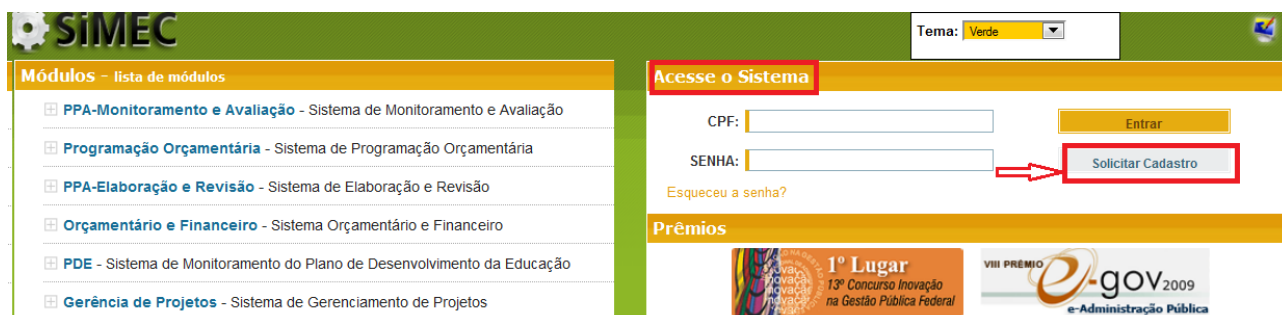 SIMEC
Tema: Verde
Módulos - lista de módulos
PPA-Monitoramento e Avaliação - Sistema de Monitoramento e Avaliação
Programação Orçamentária - Sistema de Programação Orçamentária
PPA-Elaboração e Revisão - Sistema de Elaboração e Revisão
Orçamentário e Financeiro - Sistema Orçamentário e Financeiro
PDE - Sistema de Monitoramento do Plano de Desenvolvimento da Educação
Gerência de Projetos - Sistema de Gerenciamento de Projetos
Acesse o Sistema
CPF:
Entrar
SENHA:
Solicitar Cadastro
Esqueceu a senha?
Prêmios
1º Lugar
13º Concurso Inovação
na Gestão Pública Federal
VIII PREMIO
e-gov 2009
e-Administração Pública